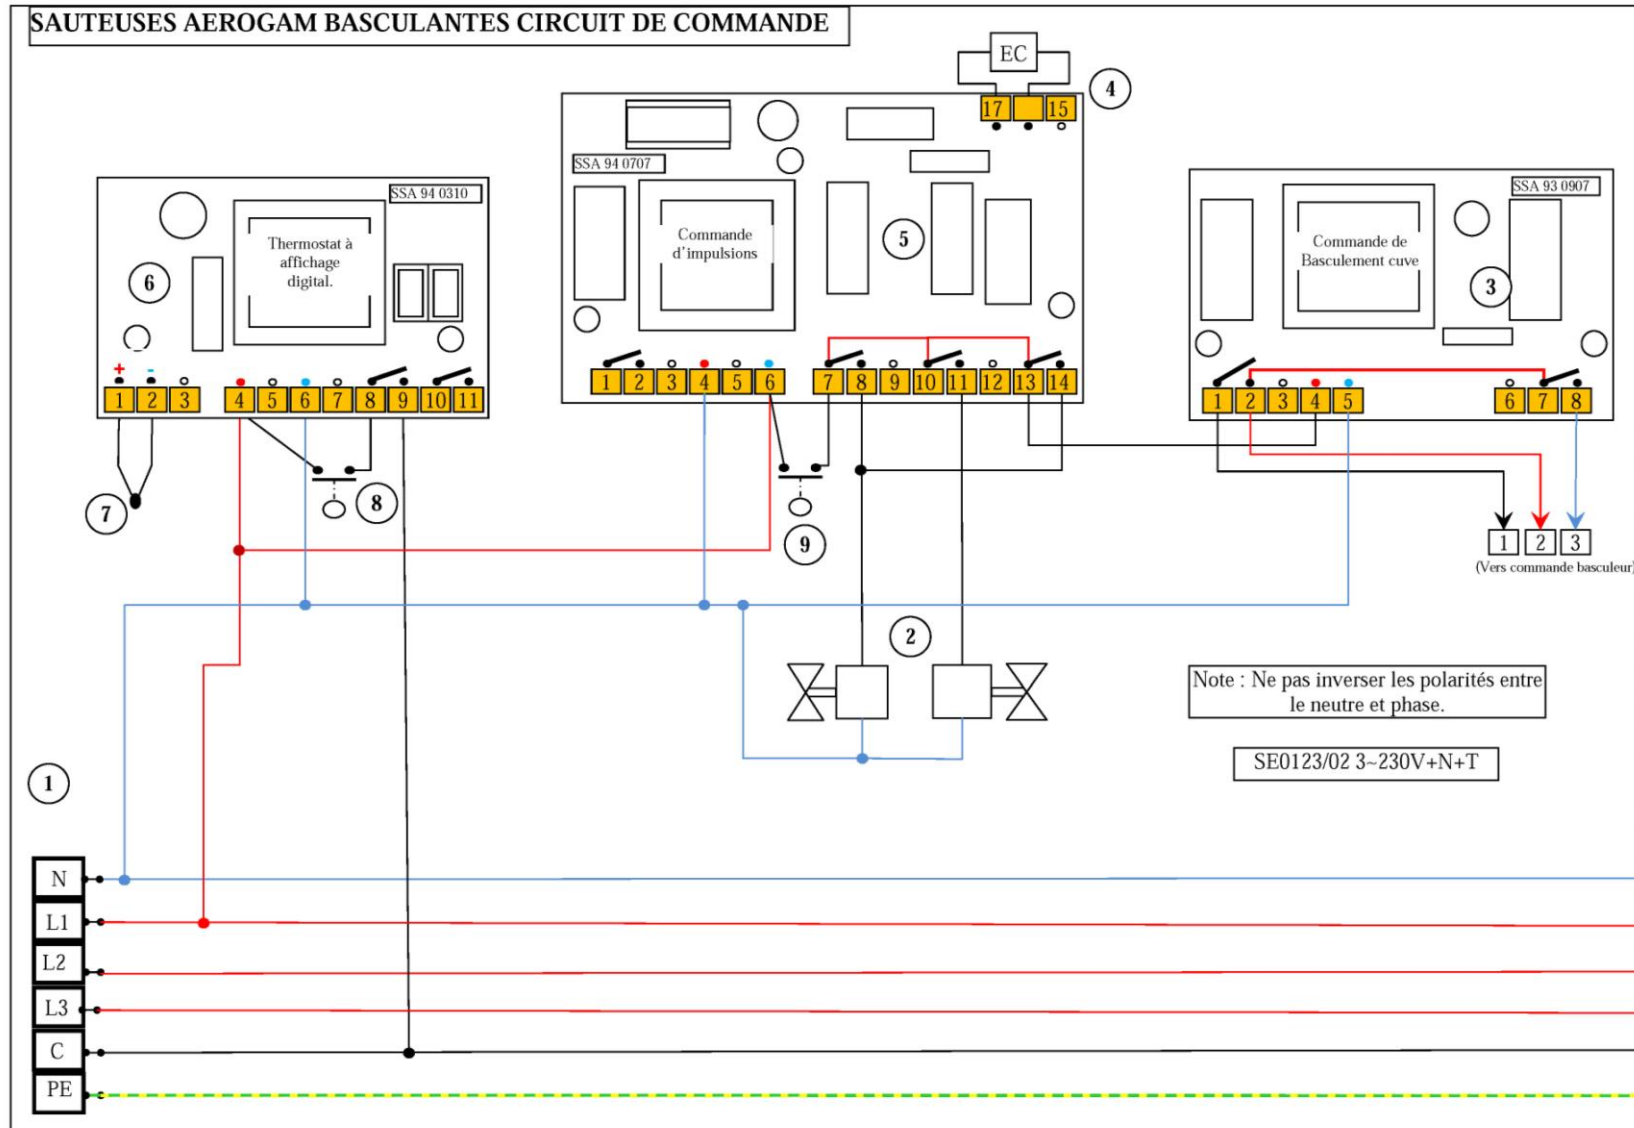 SAUTEUSES AEROGAM BASCULANTES CIRCUIT DE COMMANDE
EC
4
17 15
SSA 94 0707
SSA 94 0310
SSA 93 0907
Thermostat à
affichage
digital.
6
Commande
d'impulsions
5
Commande de
Basculement cuve
3
+ -
1 2 3 4 5 6 7 8 9 10 11
1 2 3 4 5 6 7 8 9 10 11 12 13 14
1 2 3 4 5 6 7 8
7
8
9
1 2 3
(Vers commande basculeur)
2
Note : Ne pas inverser les polarités entre
le neutre et phase.
SE0123/02 3~230V+N+T
1
N
L1
L2
L3
C
PE